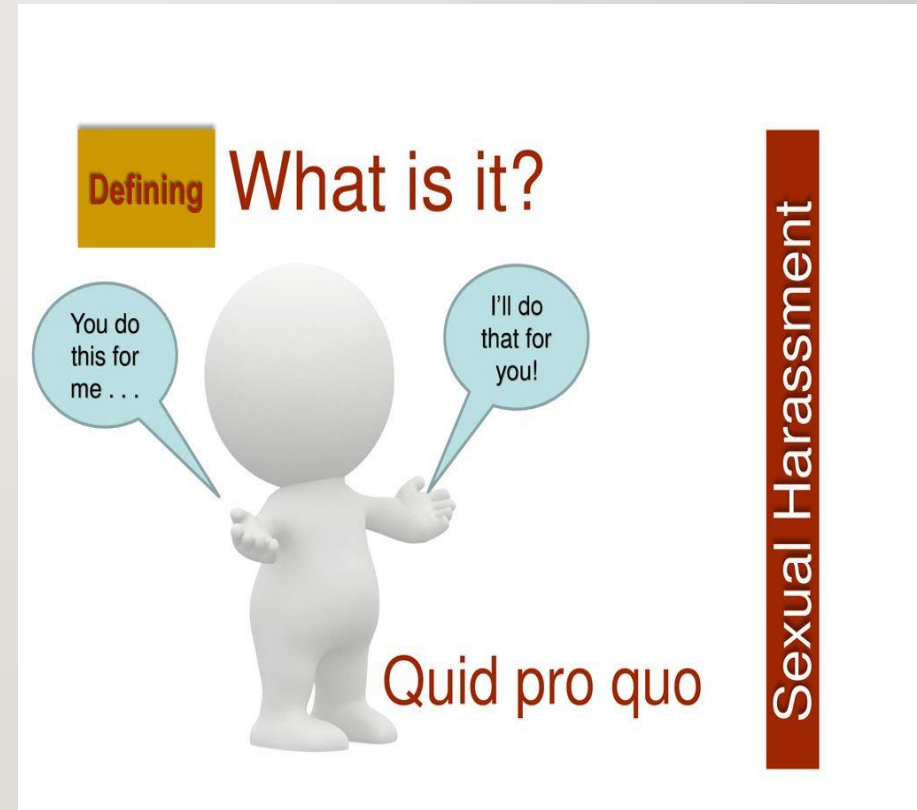 Defining
What is it?
You do
this for
me . . .
I'll do
that for
you!
Quid pro quo
Sexual Harassment